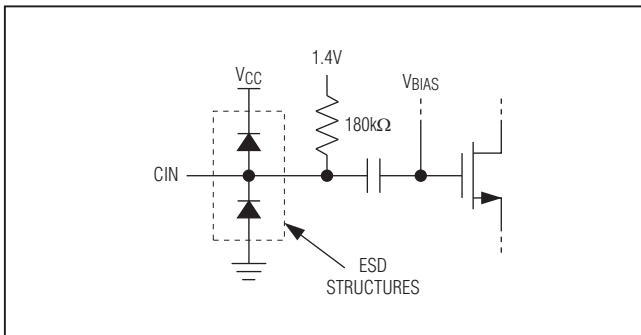 1.4V
VCC
VBIAS
180kΩ
CIN
ESD
STRUCTURES